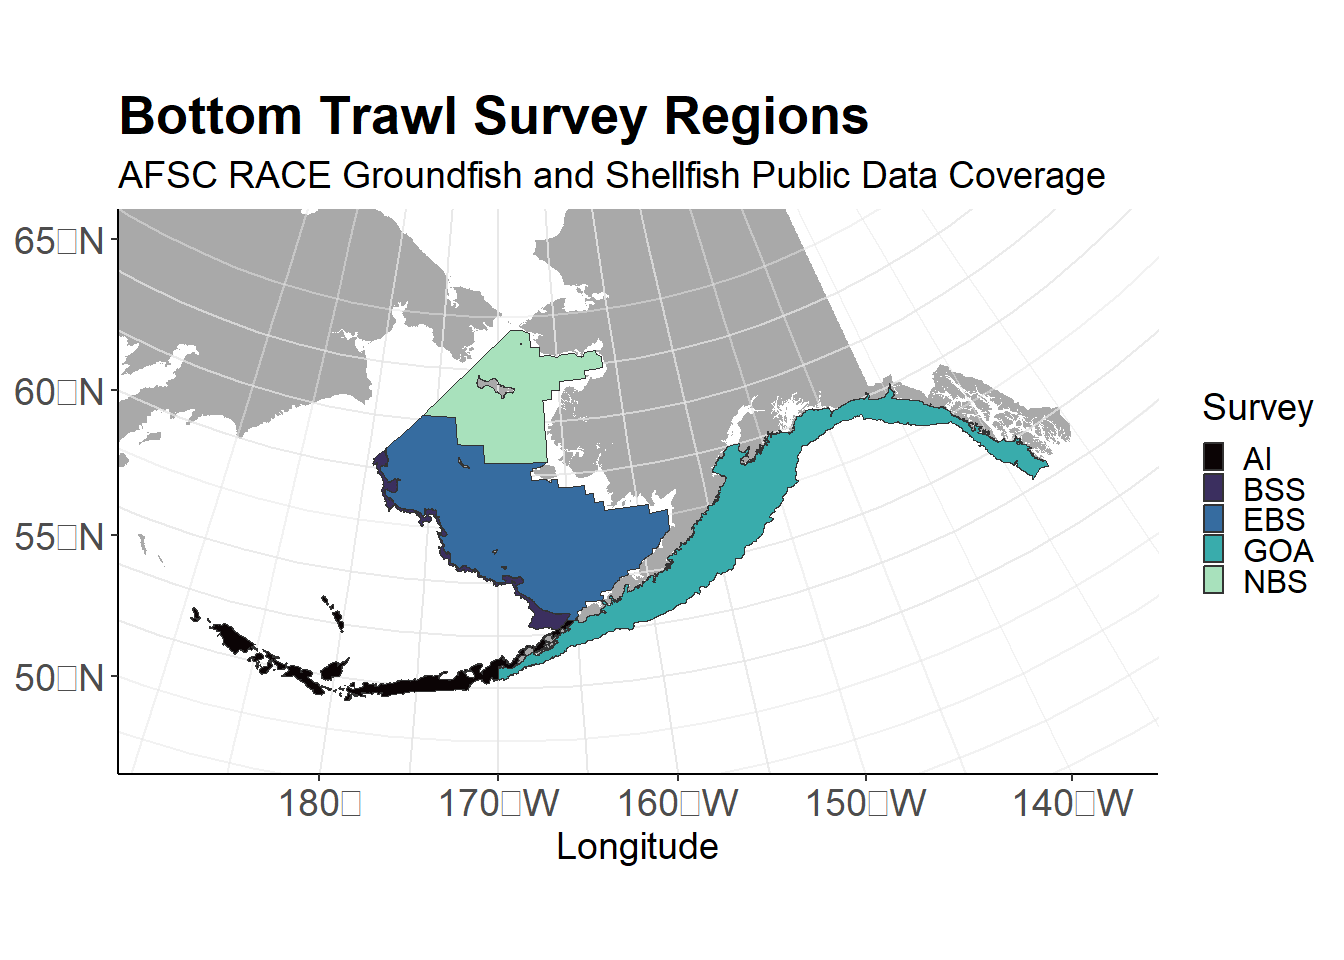 Bottom Trawl Survey Regions
AFSC RACE Groundfish and Shellfish Public Data Coverage
65□N
60□N
55□N
50□N
180□
170□W
160□W
150□W
140□W
Longitude
Survey
AI
BSS
EBS
GOA
NBS